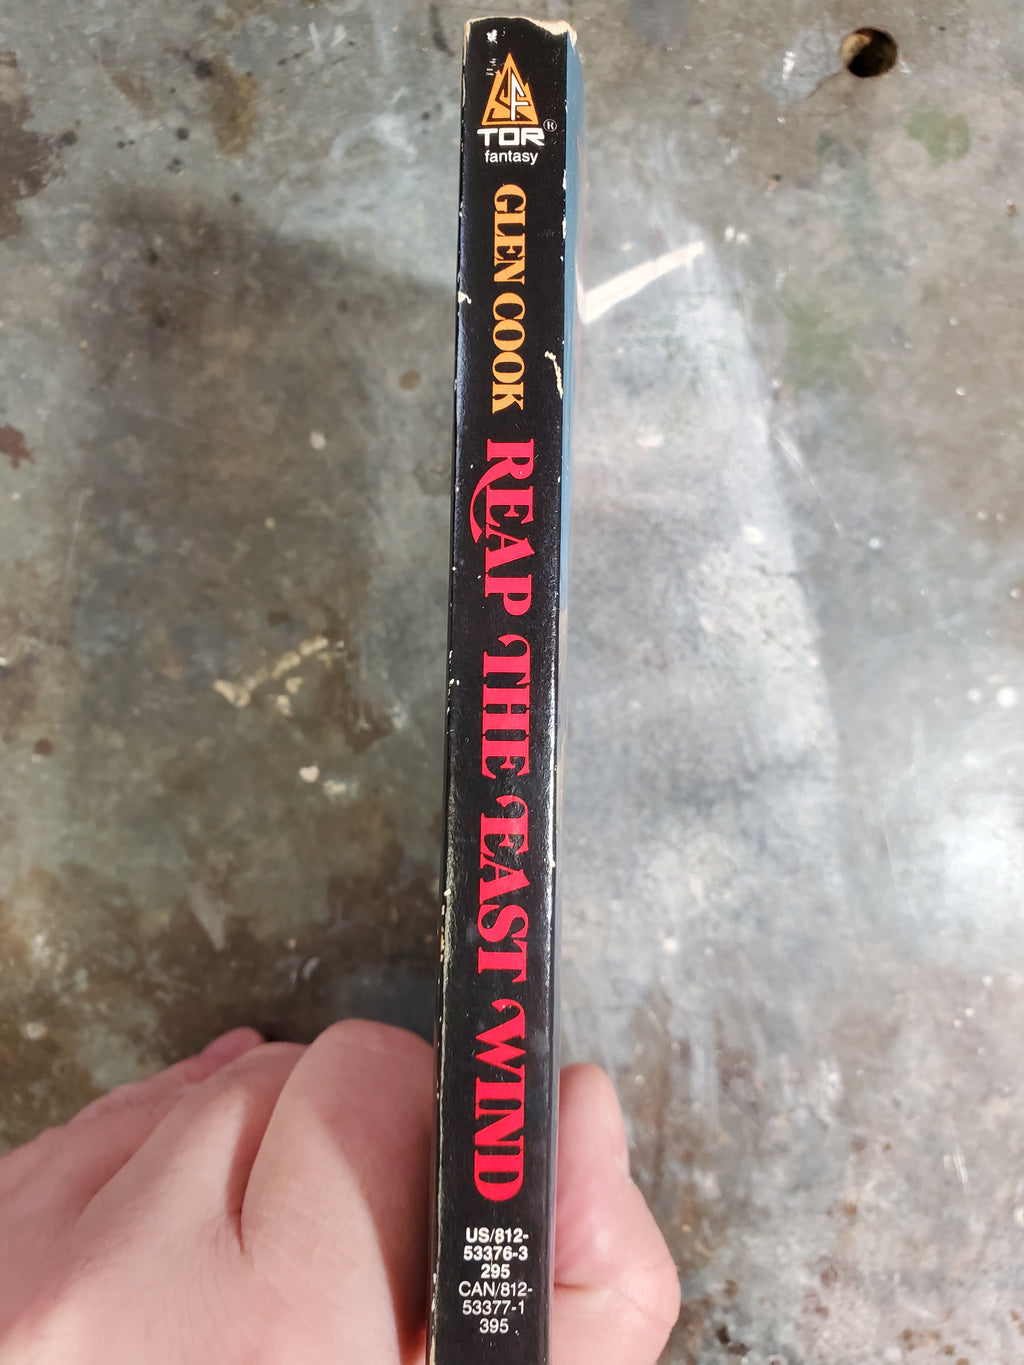 SF
TOR®
fantasy
GLEN COOK
REAP THE EAST WIND
US/812-
53376-3
295
CAN/812-
53377-1
395